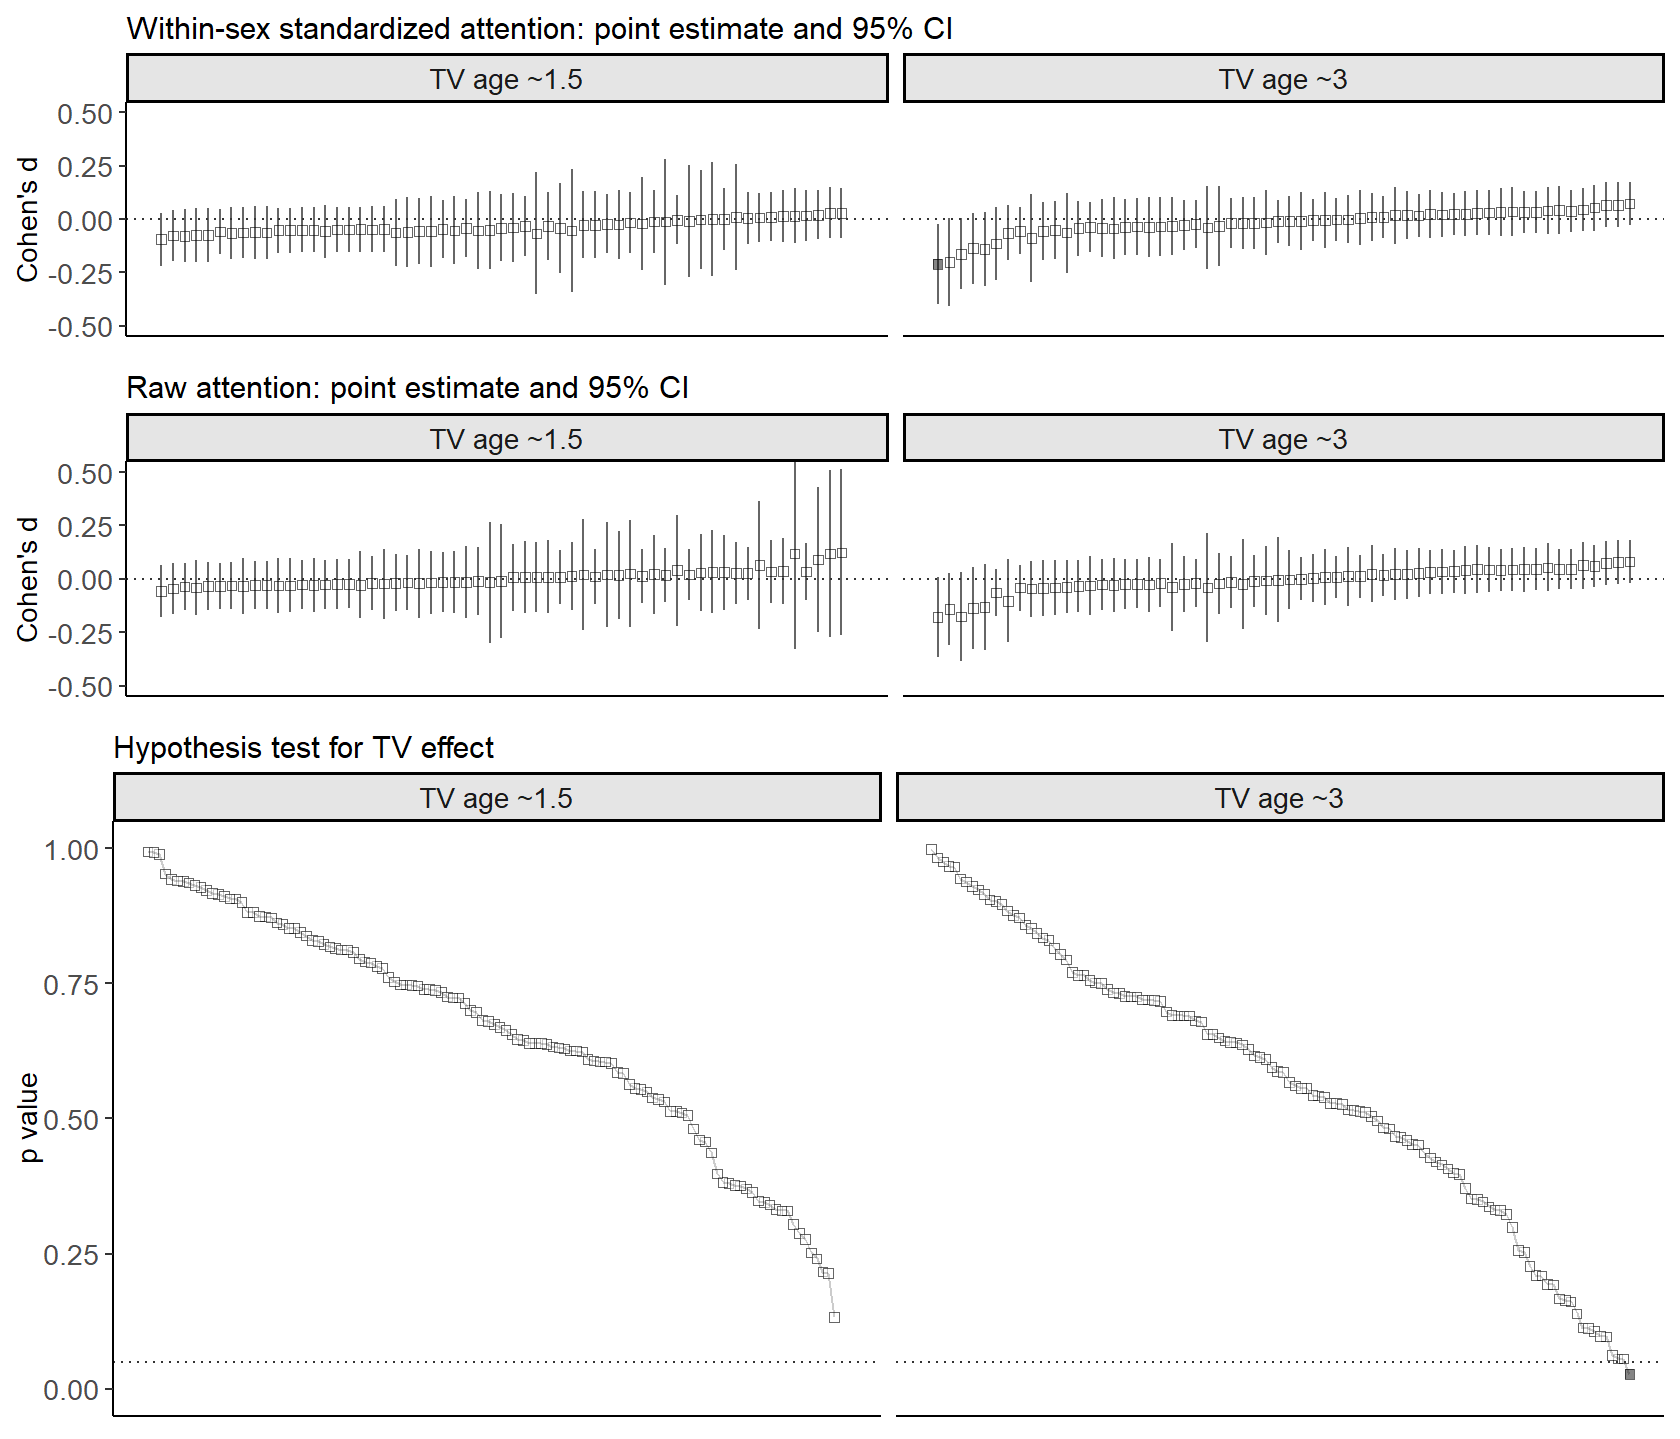 Within-sex standardized attention: point estimate and 95% CI
TV age ~1.5
TV age ~3
0.50
0.25
0.00
-0.25
-0.50
Cohen's d
Raw attention: point estimate and 95% CI
TV age ~1.5
TV age ~3
0.50
0.25
0.00
-0.25
-0.50
Cohen's d
Hypothesis test for TV effect
TV age ~1.5
TV age ~3
1.00
0.75
0.50
0.25
0.00
p value